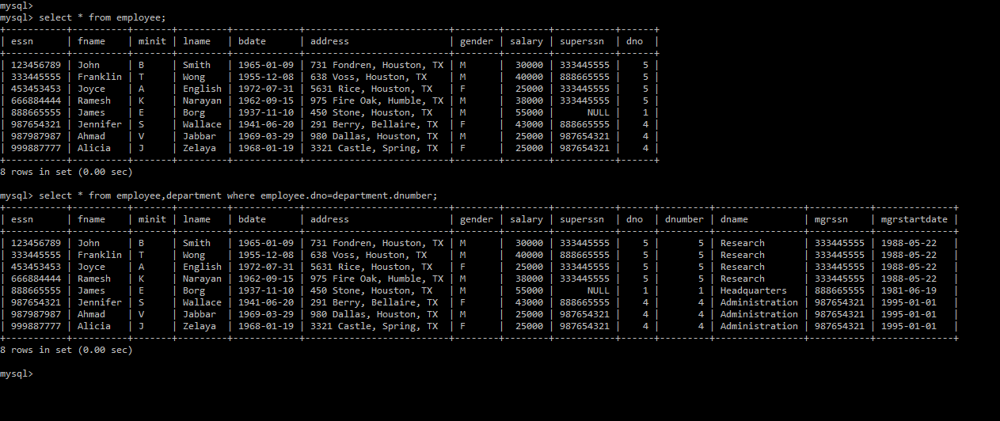 mysql>
mysql> select * from employee;
+-----------+----------+-------+---------+------------+-------------------------+--------+--------+-----------+------+
| essn      | fname    | minit | lname   | bdate      | address                 | gender | salary | superssn  | dno  |
+-----------+----------+-------+---------+------------+-------------------------+--------+--------+-----------+------+
| 123456789 | John     | B     | Smith   | 1965-01-09 | 731 Fondren, Houston, TX | M      |  30000 | 333445555 |    5 |
| 333445555 | Franklin | T     | Wong    | 1955-12-08 | 638 Voss, Houston, TX   | M      |  40000 | 888665555 |    5 |
| 453453453 | Joyce    | A     | English | 1972-07-31 | 5631 Rice, Houston, TX  | F      |  25000 | 333445555 |    5 |
| 666884444 | Ramesh   | K     | Narayan | 1962-09-15 | 975 Fire Oak, Humble, TX | M      |  38000 | 333445555 |    5 |
| 888665555 | James    | E     | Borg    | 1937-11-10 | 450 Stone, Houston, TX  | M      |  55000 |      NULL |    1 |
| 987654321 | Jennifer | S     | Wallace | 1941-06-20 | 291 Berry, Bellaire, TX | F      |  43000 | 888665555 |    4 |
| 987987987 | Ahmad    | V     | Jabbar  | 1969-03-29 | 980 Dallas, Houston, TX | M      |  25000 | 987654321 |    4 |
| 999887777 | Alicia   | J     | Zelaya  | 1968-01-19 | 3321 Castle, Spring, TX | F      |  25000 | 987654321 |    4 |
+-----------+----------+-------+---------+------------+-------------------------+--------+--------+-----------+------+
8 rows in set (0.00 sec)
mysql> select * from employee,department where employee.dno=department.dnumber;
+-----------+----------+-------+---------+------------+-------------------------+--------+--------+-----------+------+---------+----------------+-----------+--------------+
| essn      | fname    | minit | lname   | bdate      | address                 | gender | salary | superssn  | dno  | dnumber | dname          | mgrssn    | mgrstartdate |
+-----------+----------+-------+---------+------------+-------------------------+--------+--------+-----------+------+---------+----------------+-----------+--------------+
| 123456789 | John     | B     | Smith   | 1965-01-09 | 731 Fondren, Houston, TX | M      |  30000 | 333445555 |    5 |       5 | Research       | 333445555 | 1988-05-22   |
| 333445555 | Franklin | T     | Wong    | 1955-12-08 | 638 Voss, Houston, TX   | M      |  40000 | 888665555 |    5 |       5 | Research       | 333445555 | 1988-05-22   |
| 453453453 | Joyce    | A     | English | 1972-07-31 | 5631 Rice, Houston, TX  | F      |  25000 | 333445555 |    5 |       5 | Research       | 333445555 | 1988-05-22   |
| 666884444 | Ramesh   | K     | Narayan | 1962-09-15 | 975 Fire Oak, Humble, TX | M      |  38000 | 333445555 |    5 |       5 | Research       | 333445555 | 1988-05-22   |
| 888665555 | James    | E     | Borg    | 1937-11-10 | 450 Stone, Houston, TX  | M      |  55000 |      NULL |    1 |       1 | Headquarters   | 888665555 | 1981-06-19   |
| 987654321 | Jennifer | S     | Wallace | 1941-06-20 | 291 Berry, Bellaire, TX | F      |  43000 | 888665555 |    4 |       4 | Administration | 987654321 | 1995-01-01   |
| 987987987 | Ahmad    | V     | Jabbar  | 1969-03-29 | 980 Dallas, Houston, TX | M      |  25000 | 987654321 |    4 |       4 | Administration | 987654321 | 1995-01-01   |
| 999887777 | Alicia   | J     | Zelaya  | 1968-01-19 | 3321 Castle, Spring, TX | F      |  25000 | 987654321 |    4 |       4 | Administration | 987654321 | 1995-01-01   |
+-----------+----------+-------+---------+------------+-------------------------+--------+--------+-----------+------+---------+----------------+-----------+--------------+
8 rows in set (0.00 sec)
mysql>